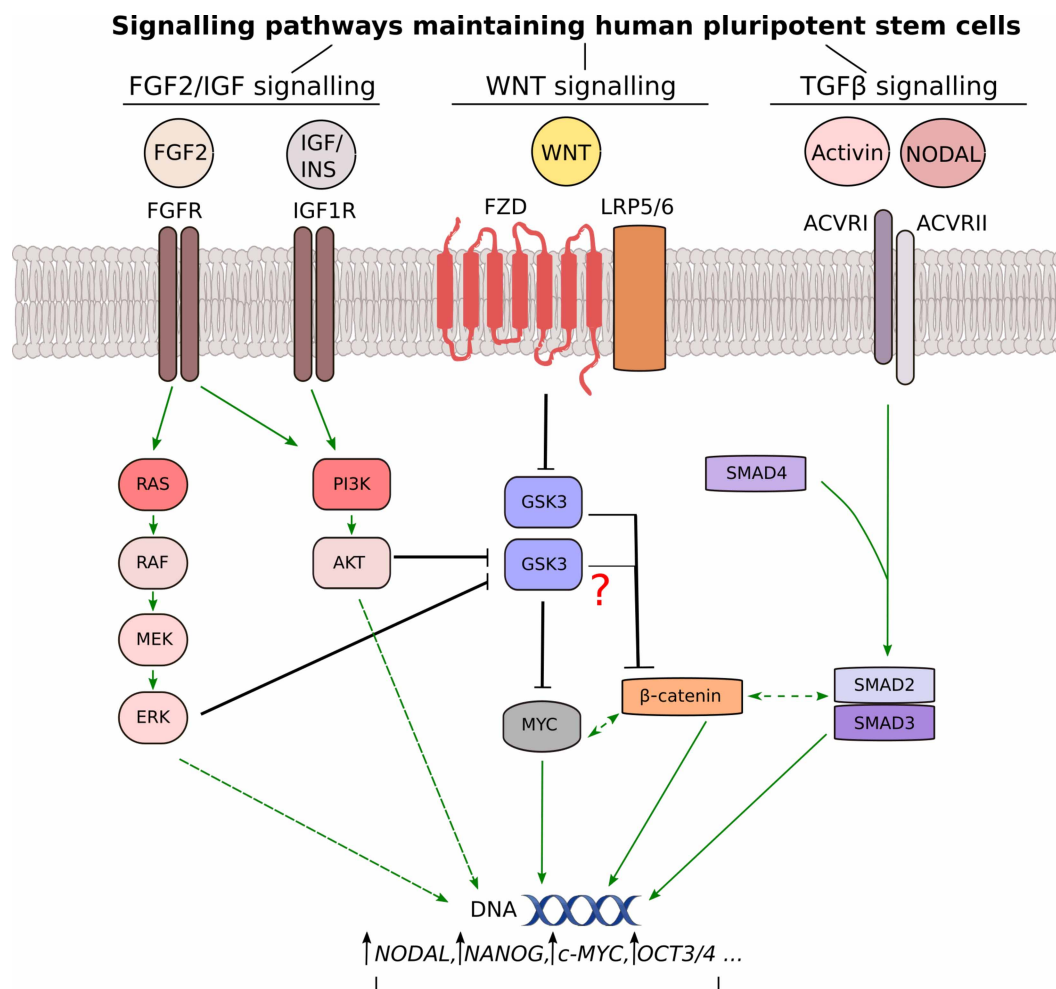 Signalling pathways maintaining human pluripotent stem cells
FGF2/IGF signalling
WNT signalling
TGFβ signalling
FGF2
IGF/
INS
WNT
Activin
NODAL
FGFR
IGF1R
FZD
LRP5/6
ACVRI
ACVRII
RAS
PI3K
GSK3
SMAD4
RAF
AKT
GSK3
?
MEK
ERK
MYC
β-catenin
SMAD2
SMAD3
DNA
NODAL, NANOG, c-MYC, OCT3/4 ...